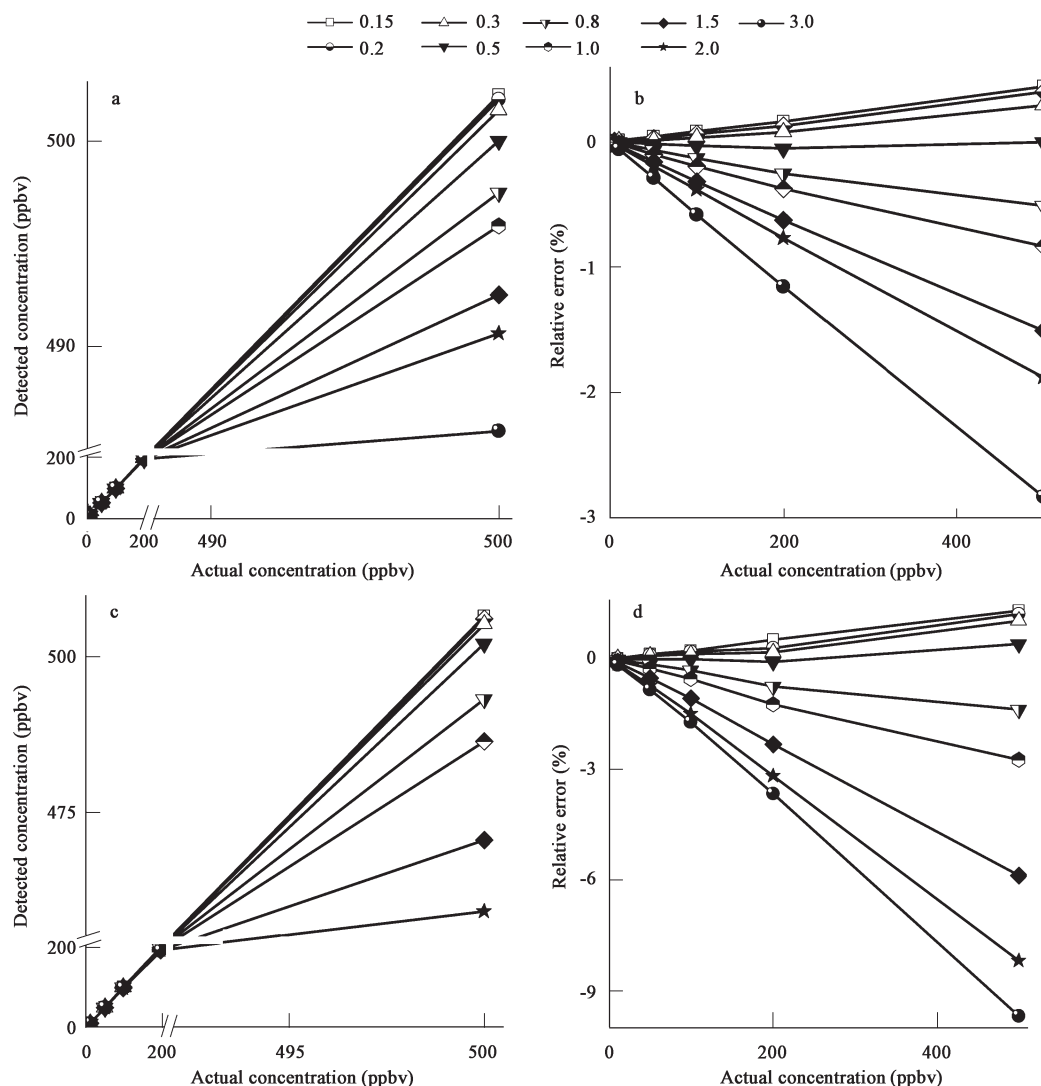 0.15 0.3 0.8 1.5 3.0
0.2 0.5 1.0 2.0
a
500
490
200
0
Detected concentration (ppbv)
0 200 490 500
Actual concentration (ppbv)
b
0
-1
-2
-3
Relative error (%)
0 200 400
Actual concentration (ppbv)
c
500
475
200
0
Detected concentration (ppbv)
0 200 495 500
Actual concentration (ppbv)
d
0
-3
-6
-9
Relative error (%)
0 200 400
Actual concentration (ppbv)